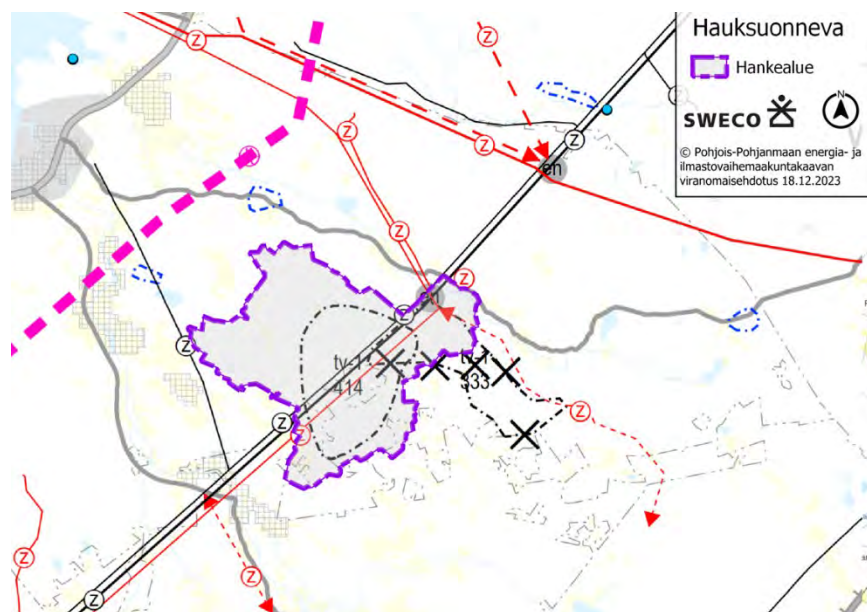 Hauksuonneva
Hankealue
SWECO
N
© Pohjois-Pohjanmaan energia- ja
ilmastovaihemaakuntakaavan
viranomaisehdotus 18.12.2023
z
z
z
z
z
z
en
z
z
z
tv-1
414
tv-1
333
z
z
z
z
z
z